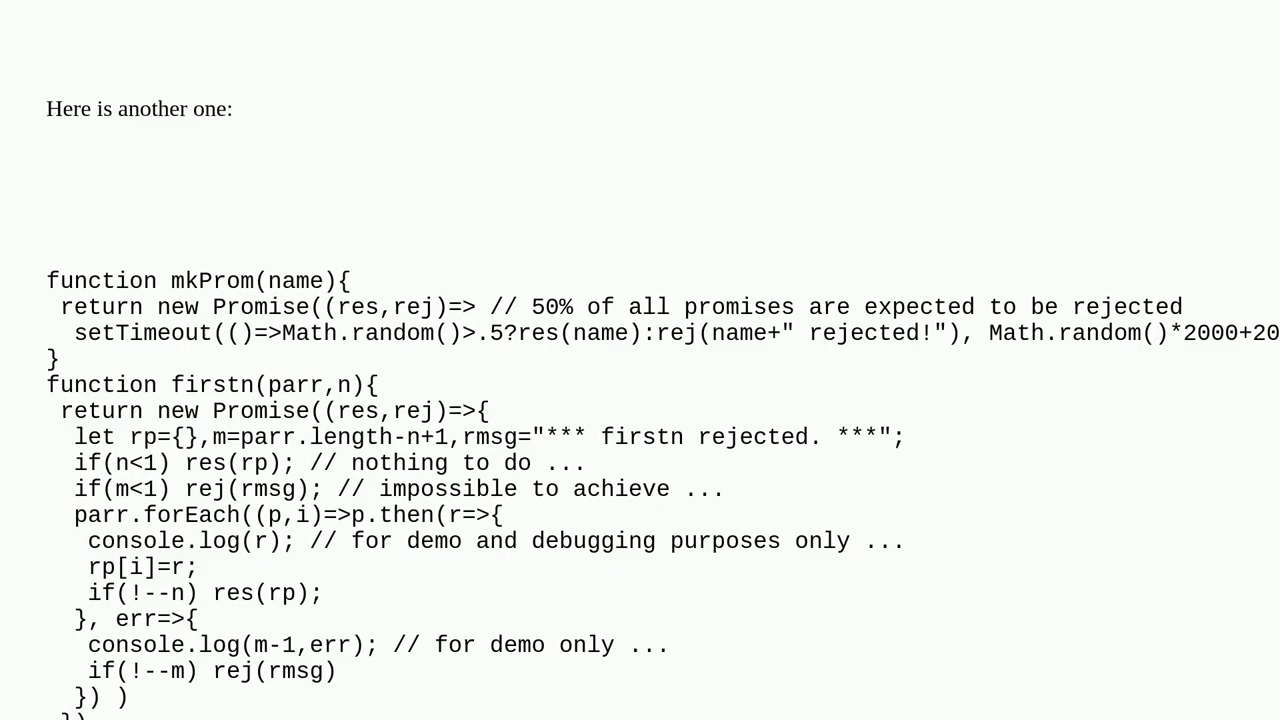 Here is another one:
function mkProm(name){
 return new Promise((res,rej)=> // 50% of all promises are expected to be rejected
  setTimeout(()=>Math.random()>.5?res(name):rej(name+" rejected!"), Math.random()*2000+20
}
function firstn(parr,n){
 return new Promise((res,rej)=>{
  let rp={},m=parr.length-n+1,rmsg="*** firstn rejected. ***";
  if(n<1) res(rp); // nothing to do ...
  if(m<1) rej(rmsg); // impossible to achieve ...
  parr.forEach((p,i)=>p.then(r=>{
   console.log(r); // for demo and debugging purposes only ...
   rp[i]=r;
   if(!--n) res(rp);
  }, err=>{
   console.log(m-1,err); // for demo only ...
   if(!--m) rej(rmsg)
  }) )
 })